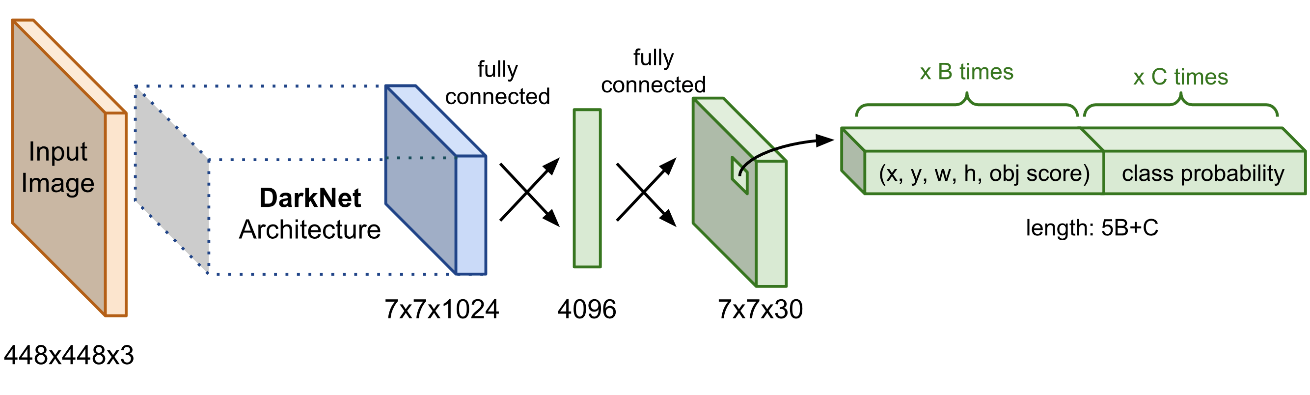 Input
Image
448x448x3
DarkNet
Architecture
7x7x1024
fully
connected
4096
fully
connected
7x7x30
x B times
x C times
(x, y, w, h, obj score)
class probability
length: 5B+C